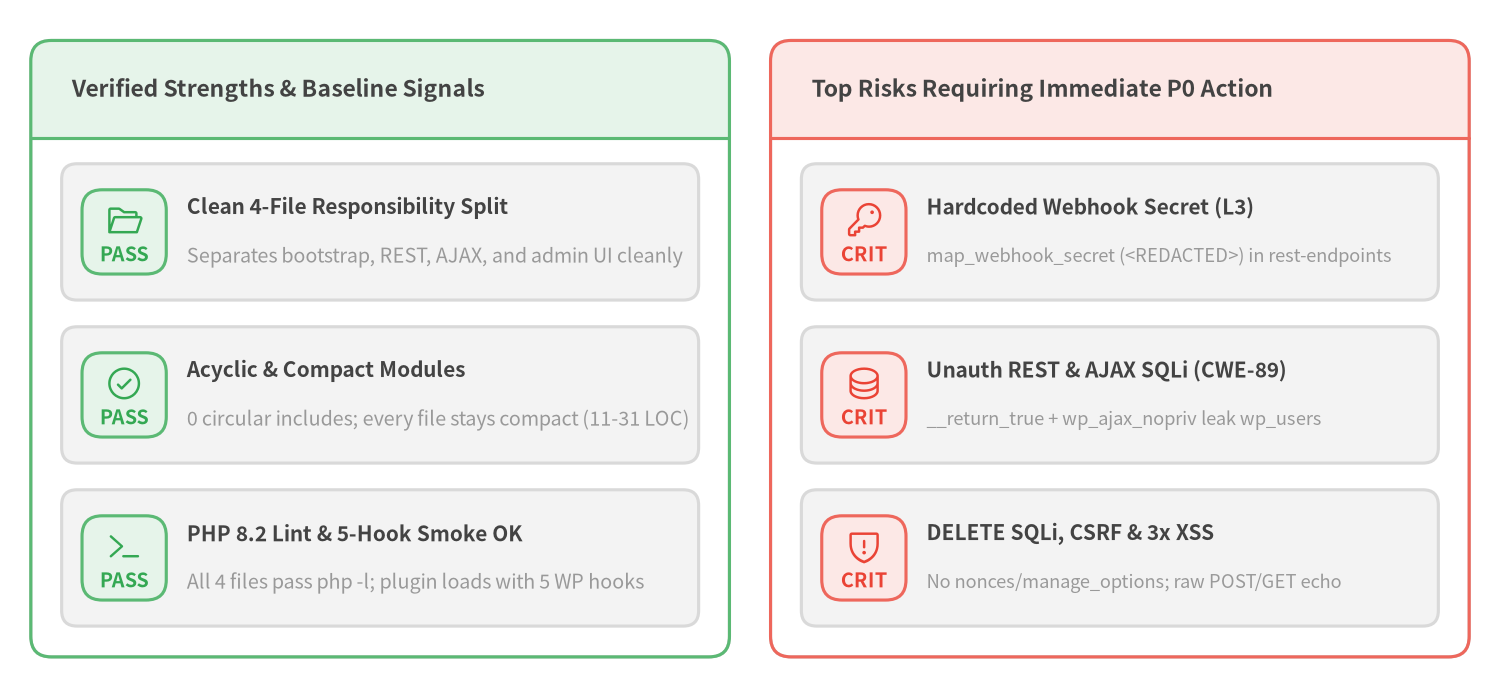 Verified Strengths & Baseline Signals
PASS
Clean 4-File Responsibility Split
Separates bootstrap, REST, AJAX, and admin UI cleanly
PASS
Acyclic & Compact Modules
0 circular includes; every file stays compact (11-31 LOC)
PASS
PHP 8.2 Lint & 5-Hook Smoke OK
All 4 files pass php -l; plugin loads with 5 WP hooks
Top Risks Requiring Immediate P0 Action
CRIT
Hardcoded Webhook Secret (L3)
map_webhook_secret (<REDACTED>) in rest-endpoints
CRIT
Unauth REST & AJAX SQLi (CWE-89)
__return_true + wp_ajax_nopriv leak wp_users
CRIT
DELETE SQLi, CSRF & 3x XSS
No nonces/manage_options; raw POST/GET echo